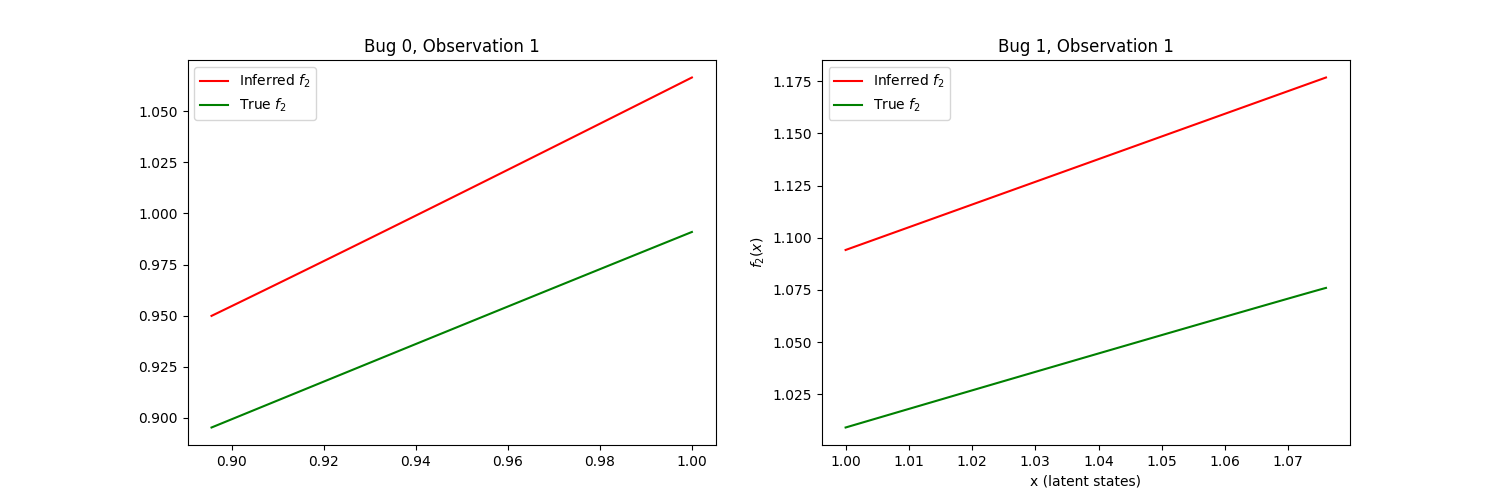 Bug 0, Observation 1
Inferred f₂
True f₂
1.050
1.025
1.000
0.975
0.950
0.925
0.900
0.90 0.92 0.94 0.96 0.98 1.00
Bug 1, Observation 1
Inferred f₂
True f₂
f₂(x)
1.175
1.150
1.125
1.100
1.075
1.050
1.025
1.00 1.01 1.02 1.03 1.04 1.05 1.06 1.07
x (latent states)